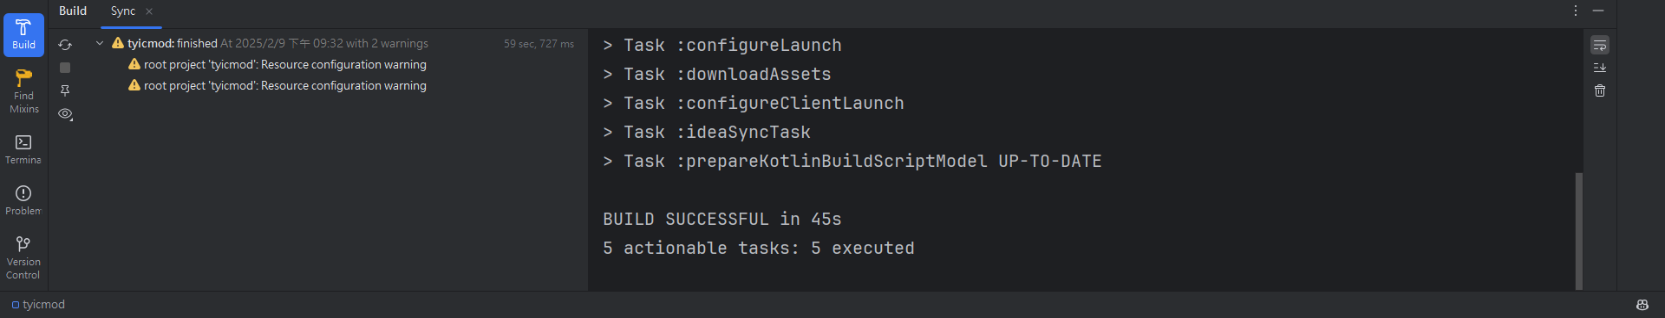 Build Sync
Build
Find
Mixins
Termina
Problem
Version
Control
tyicmod: finished At 2025/2/9 下午 09:32 with 2 warnings 59 sec, 727 ms
root project 'tyicmod': Resource configuration warning
root project 'tyicmod': Resource configuration warning
> Task :configureLaunch
> Task :downloadAssets
> Task :configureClientLaunch
> Task :ideaSyncTask
> Task :prepareKotlinBuildScriptModel UP-TO-DATE
BUILD SUCCESSFUL in 45s
5 actionable tasks: 5 executed
tyicmod